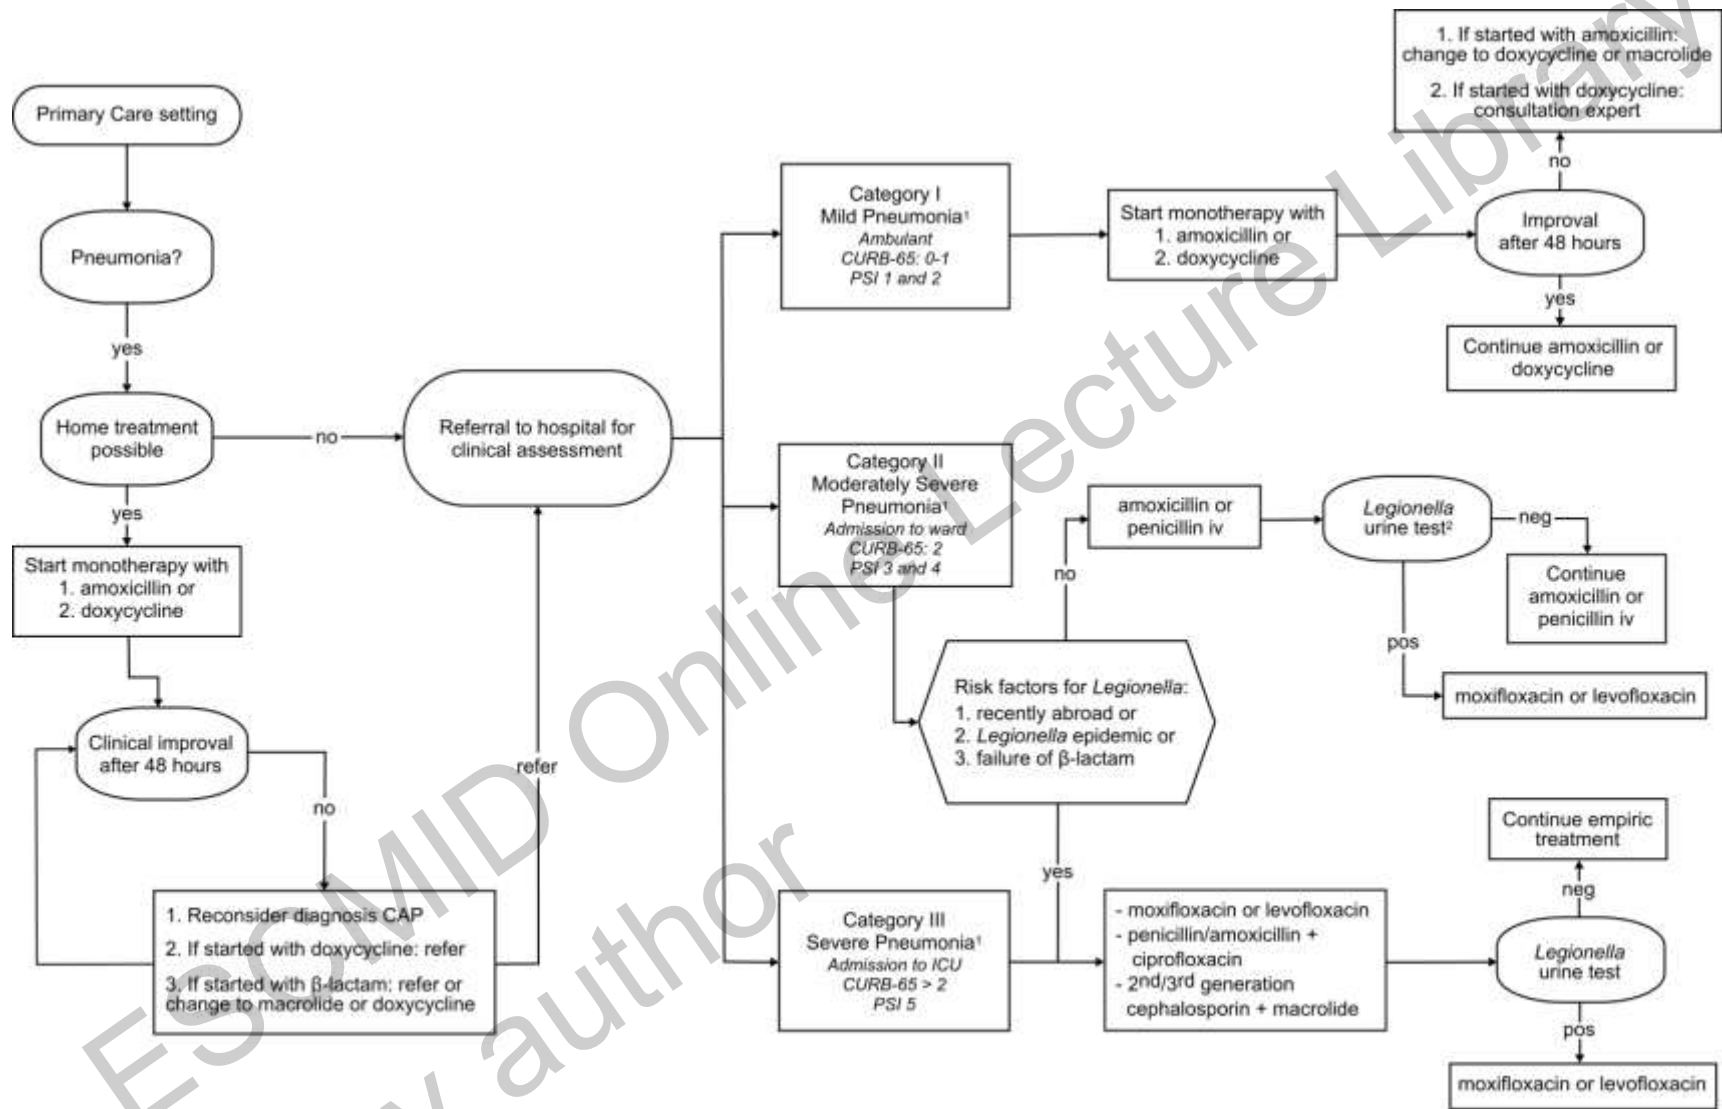 Primary Care setting
Pneumonia?
yes
Home treatment
possible
no
yes
Start monotherapy with
1. amoxicillin or
2. doxycycline
Clinical improval
after 48 hours
no
1. Reconsider diagnosis CAP
2. If started with doxycycline: refer
3. If started with β-lactam: refer or
change to macrolide or doxycycline
refer
Referral to hospital for
clinical assessment
Category I
Mild Pneumonia¹
Ambulant
CURB-65: 0-1
PSI 1 and 2
Start monotherapy with
1. amoxicillin or
2. doxycycline
Improval
after 48 hours
no
1. If started with amoxicillin:
change to doxycycline or macrolide
2. If started with doxycycline:
consultation expert
yes
Continue amoxicillin or
doxycycline
Category II
Moderately Severe
Pneumonia¹
Admission to ward
CURB-65: 2
PSI 3 and 4
Risk factors for Legionella:
1. recently abroad or
2. Legionella epidemic or
3. failure of β-lactam
no
amoxicillin or
penicillin iv
Legionella
urine test²
neg
Continue
amoxicillin or
penicillin iv
pos
moxifloxacin or levofloxacin
yes
Category III
Severe Pneumonia¹
Admission to ICU
CURB-65 > 2
PSI 5
- moxifloxacin or levofloxacin
- penicillin/amoxicillin +
ciprofloxacin
- 2nd/3rd generation
cephalosporin + macrolide
Legionella
urine test
neg
Continue empiric
treatment
pos
moxifloxacin or levofloxacin
ESCMID Online Lecture Library
author